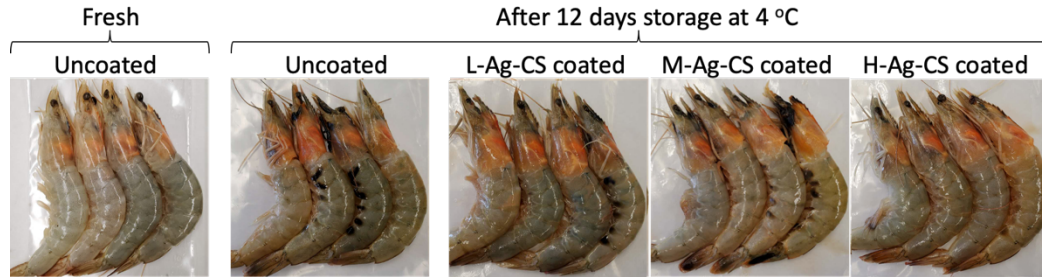 Fresh
After 12 days storage at 4 °C
Uncoated
Uncoated
L-Ag-CS coated
M-Ag-CS coated
H-Ag-CS coated